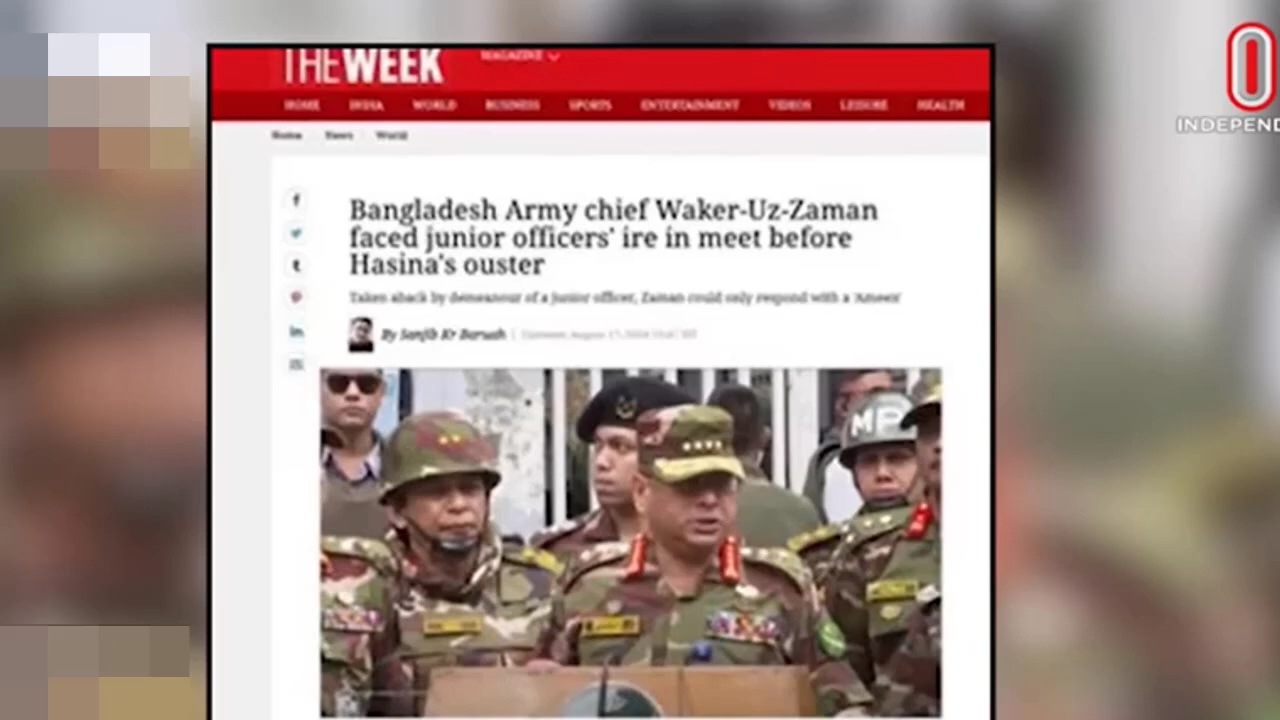 THE WEEK
MAGAZINE
HOME INDIA WORLD BUSINESS SPORTS ENTERTAINMENT VIDEOS LEISURE HEALTH
Home News World
Bangladesh Army chief Waker-Uz-Zaman
faced junior officers' ire in meet before
Hasina's ouster
Taken aback by demeanour of a junior officer, Zaman could only respond with a 'Ameen'
By Sanjib Kr Baruah
MP
INDEPEND